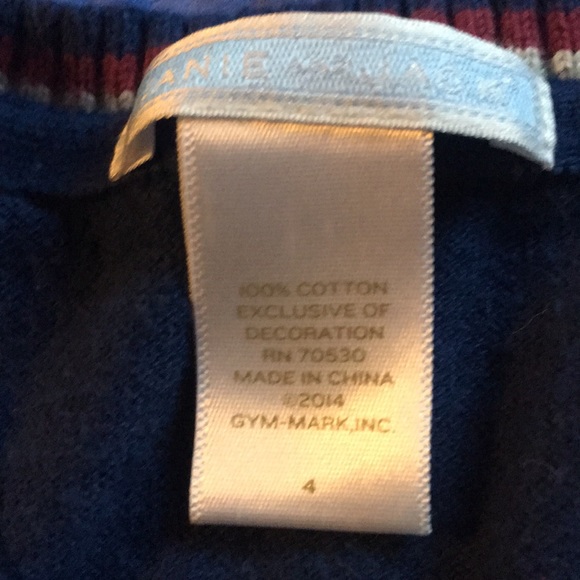 100% COTTON
EXCLUSIVE OF
DECORATION
RN 70530
MADE IN CHINA
©2014
GYM-MARK,INC.
4